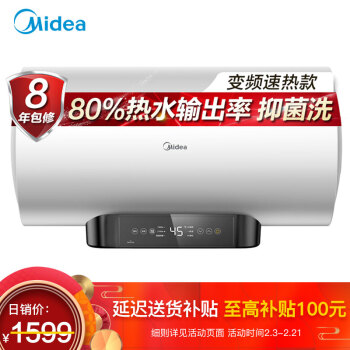 Midea
变频速热款
8
年包修
80%热水输出率 抑菌洗
Midea
45
日销价:
¥1599
延迟送货补贴 至高补贴100元
细则详见活动页面 活动时间2.3-2.21